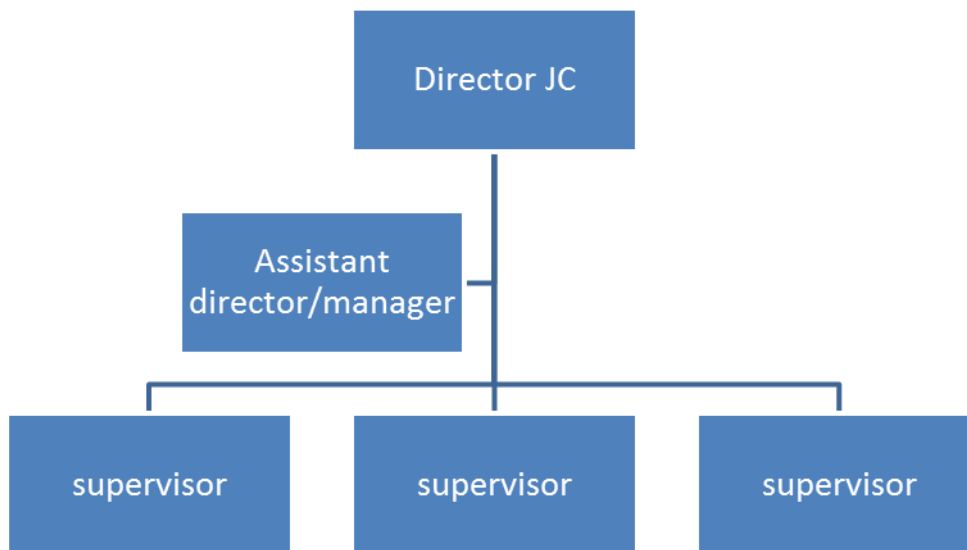 Director JC
Assistant
director/manager
supervisor
supervisor
supervisor